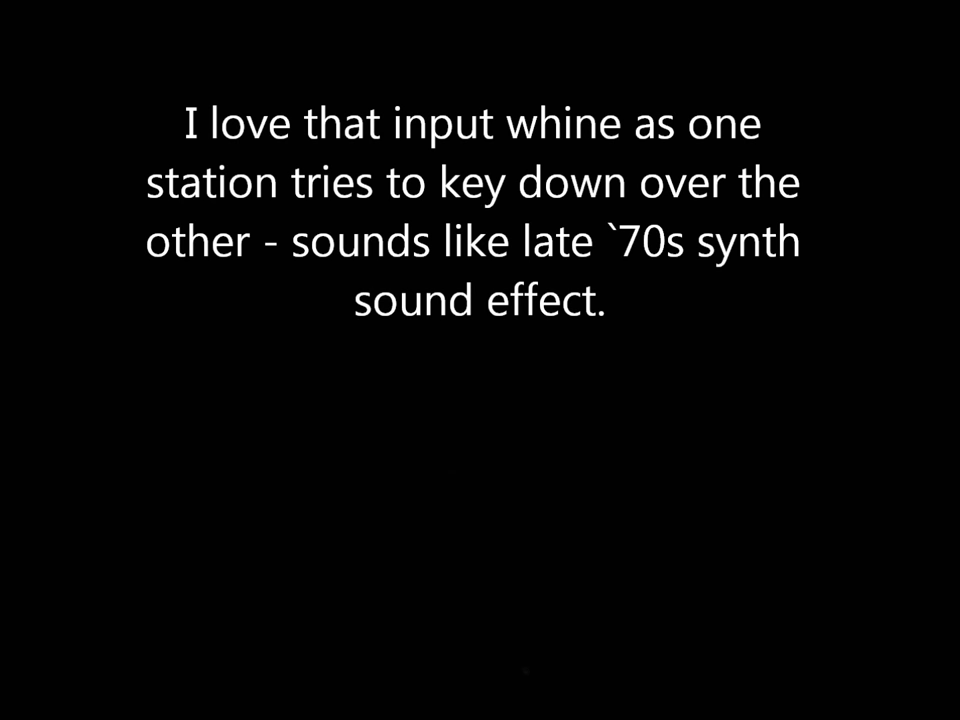 I love that input whine as one
station tries to key down over the
other - sounds like late `70s synth
sound effect.